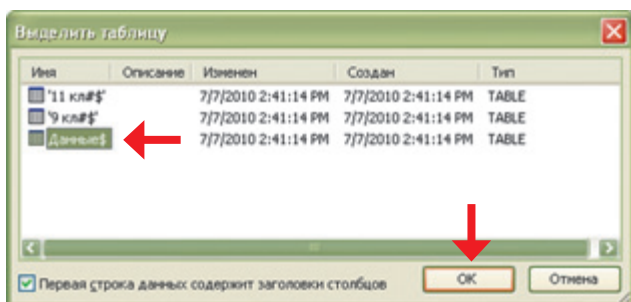 Выделить таблицу
Имя Описание Изменен Создан Тип
'11 кл#$' 7/7/2010 2:41:14 PM 7/7/2010 2:41:14 PM TABLE
'9 кл#$' 7/7/2010 2:41:14 PM 7/7/2010 2:41:14 PM TABLE
Данные$ 7/7/2010 2:41:14 PM 7/7/2010 2:41:14 PM TABLE
Первая строка данных содержит заголовки столбцов OK Отмена